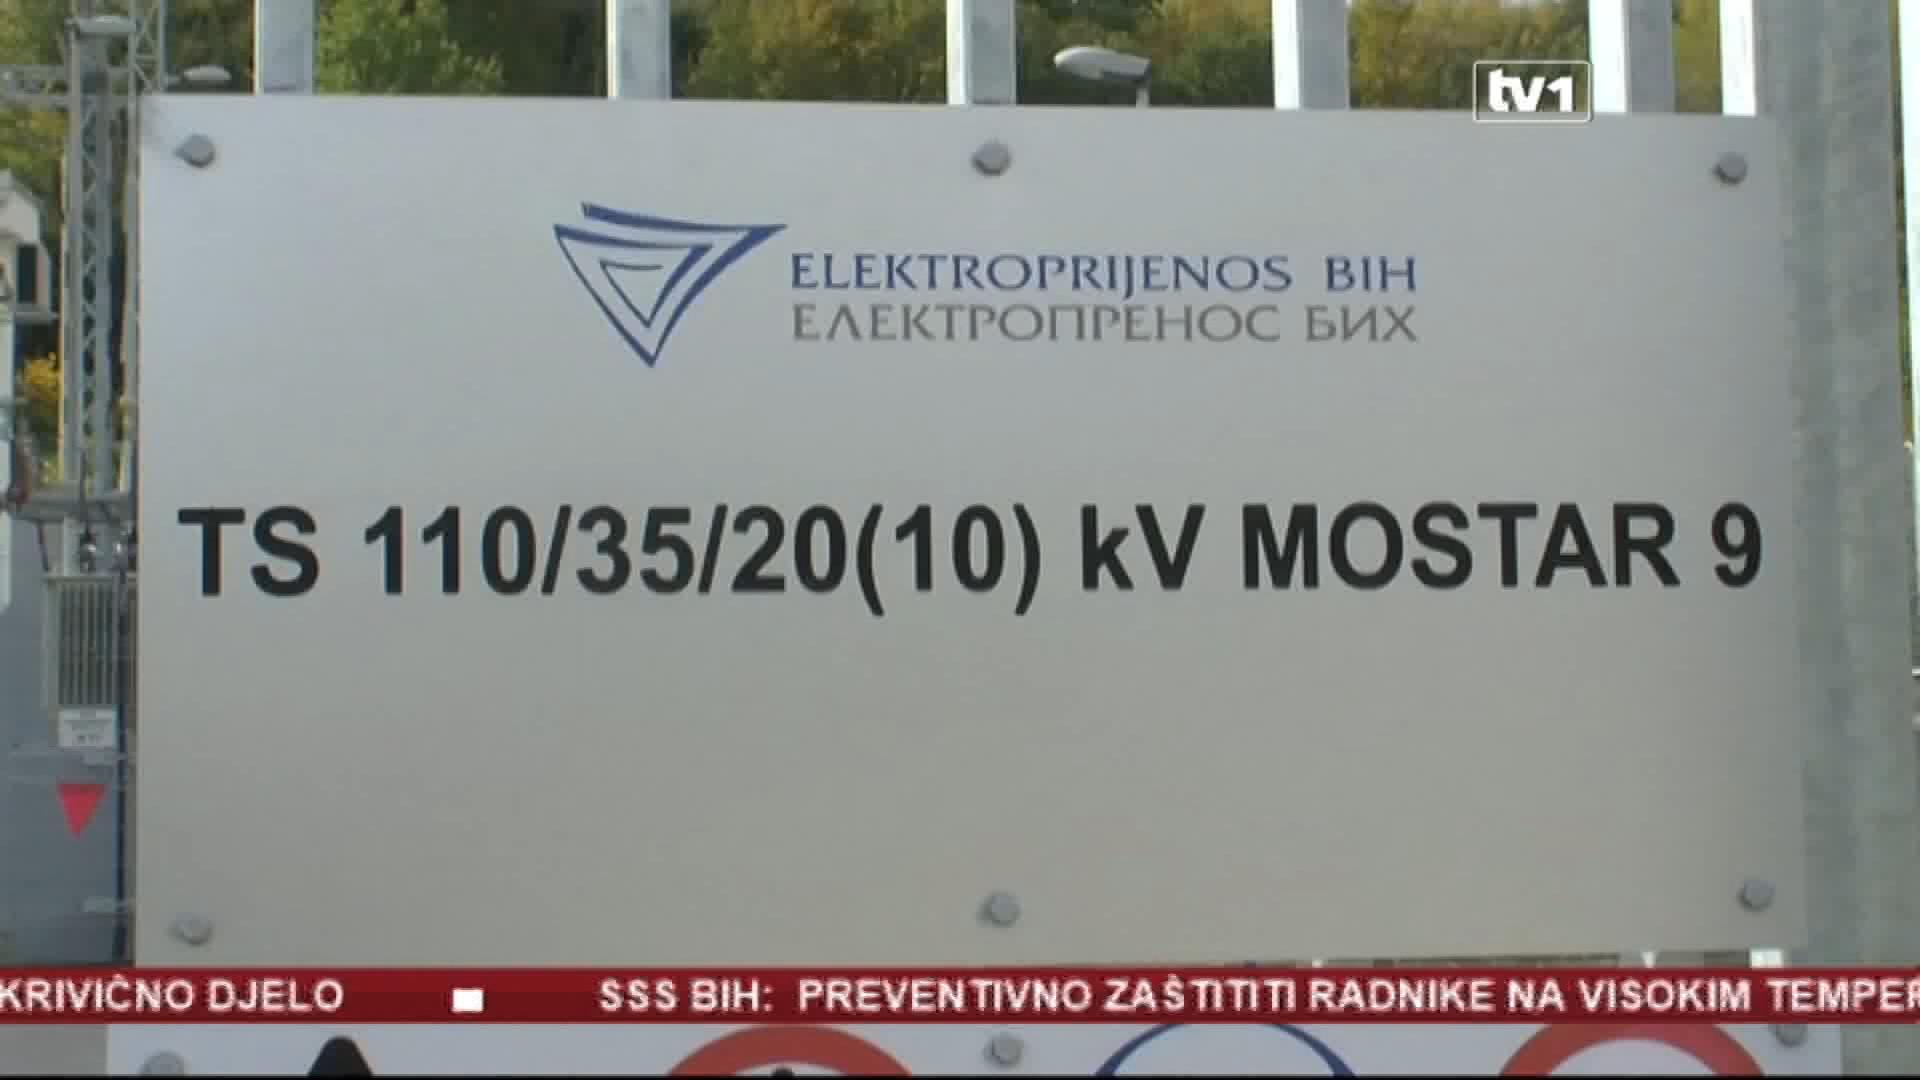 tv1
ELEKTROPRIJENOS BIH
ЕЛЕКТРОПРЕНОС БИХ
TS 110/35/20(10) kV MOSTAR 9
KRIVIČNO DJELO ■ SSS BIH: PREVENTIVNO ZAŠTITITI RADNIKE NA VISOKIM TEMPER